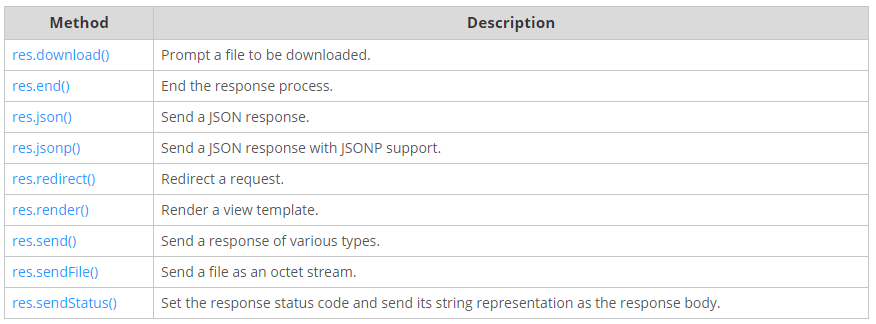 Method Description
res.download() Prompt a file to be downloaded.
res.end() End the response process.
res.json() Send a JSON response.
res.jsonp() Send a JSON response with JSONP support.
res.redirect() Redirect a request.
res.render() Render a view template.
res.send() Send a response of various types.
res.sendFile() Send a file as an octet stream.
res.sendStatus() Set the response status code and send its string representation as the response body.